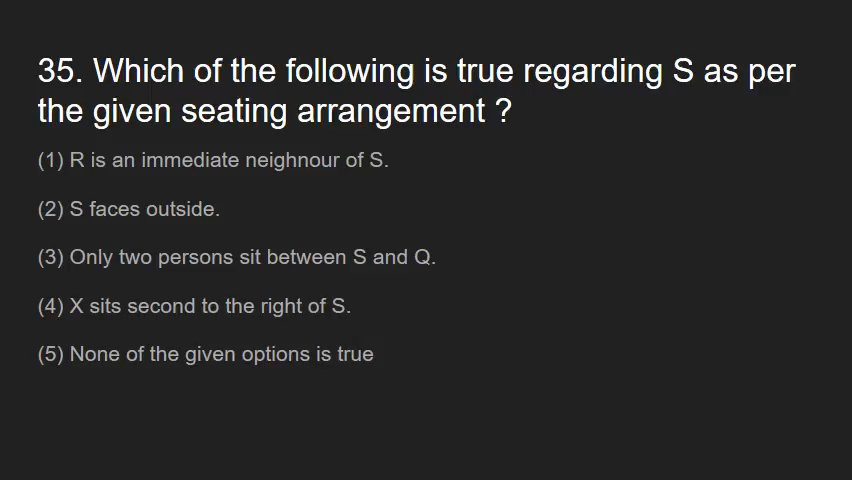 35. Which of the following is true regarding S as per
the given seating arrangement ?
(1) R is an immediate neighnour of S.
(2) S faces outside.
(3) Only two persons sit between S and Q.
(4) X sits second to the right of S.
(5) None of the given options is true